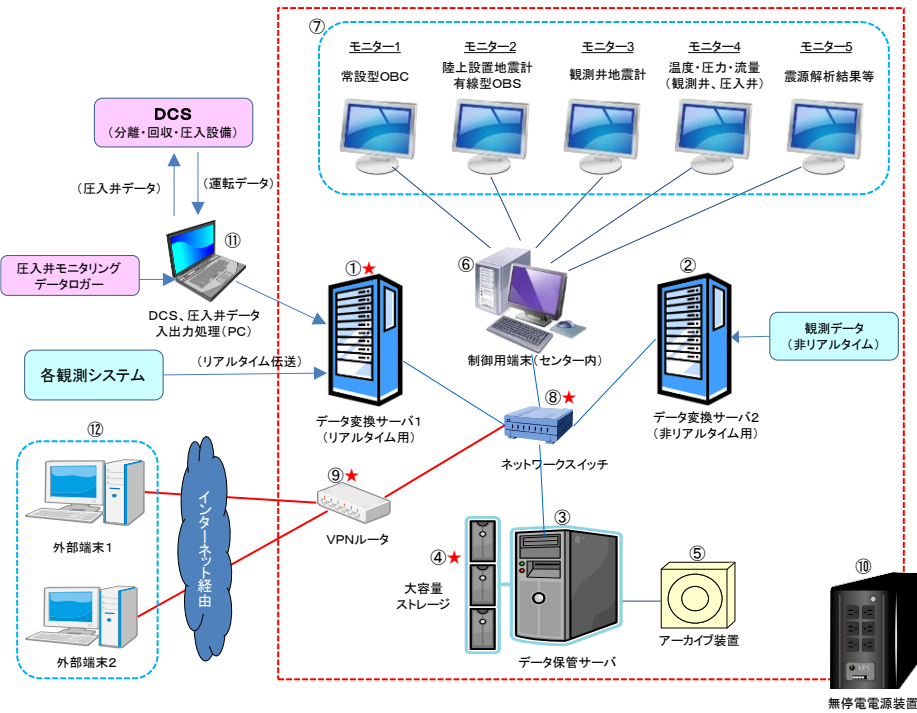 ⑦
モニター1
常設型OBC
モニター2
陸上設置地震計
有線型OBS
モニター3
観測井地震計
モニター4
温度・圧力・流量
(観測井、圧入井)
モニター5
震源解析結果等
DCS
(分離・回収・圧入設備)
(圧入井データ)
(運転データ)
⑪
圧入井モニタリング
データロガー
DCS、圧入井データ
入出力処理(PC)
①★
⑥
②
制御用端末(センター内)
観測データ
(非リアルタイム)
各観測システム
(リアルタイム伝送)
データ変換サーバ1
(リアルタイム用)
⑧★
ネットワークスイッチ
データ変換サーバ2
(非リアルタイム用)
⑫
外部端末1
外部端末2
インターネット経由
⑨★
VPNルータ
④★
大容量
ストレージ
③
データ保管サーバ
⑤
アーカイブ装置
⑩
UPS
無停電電源装置